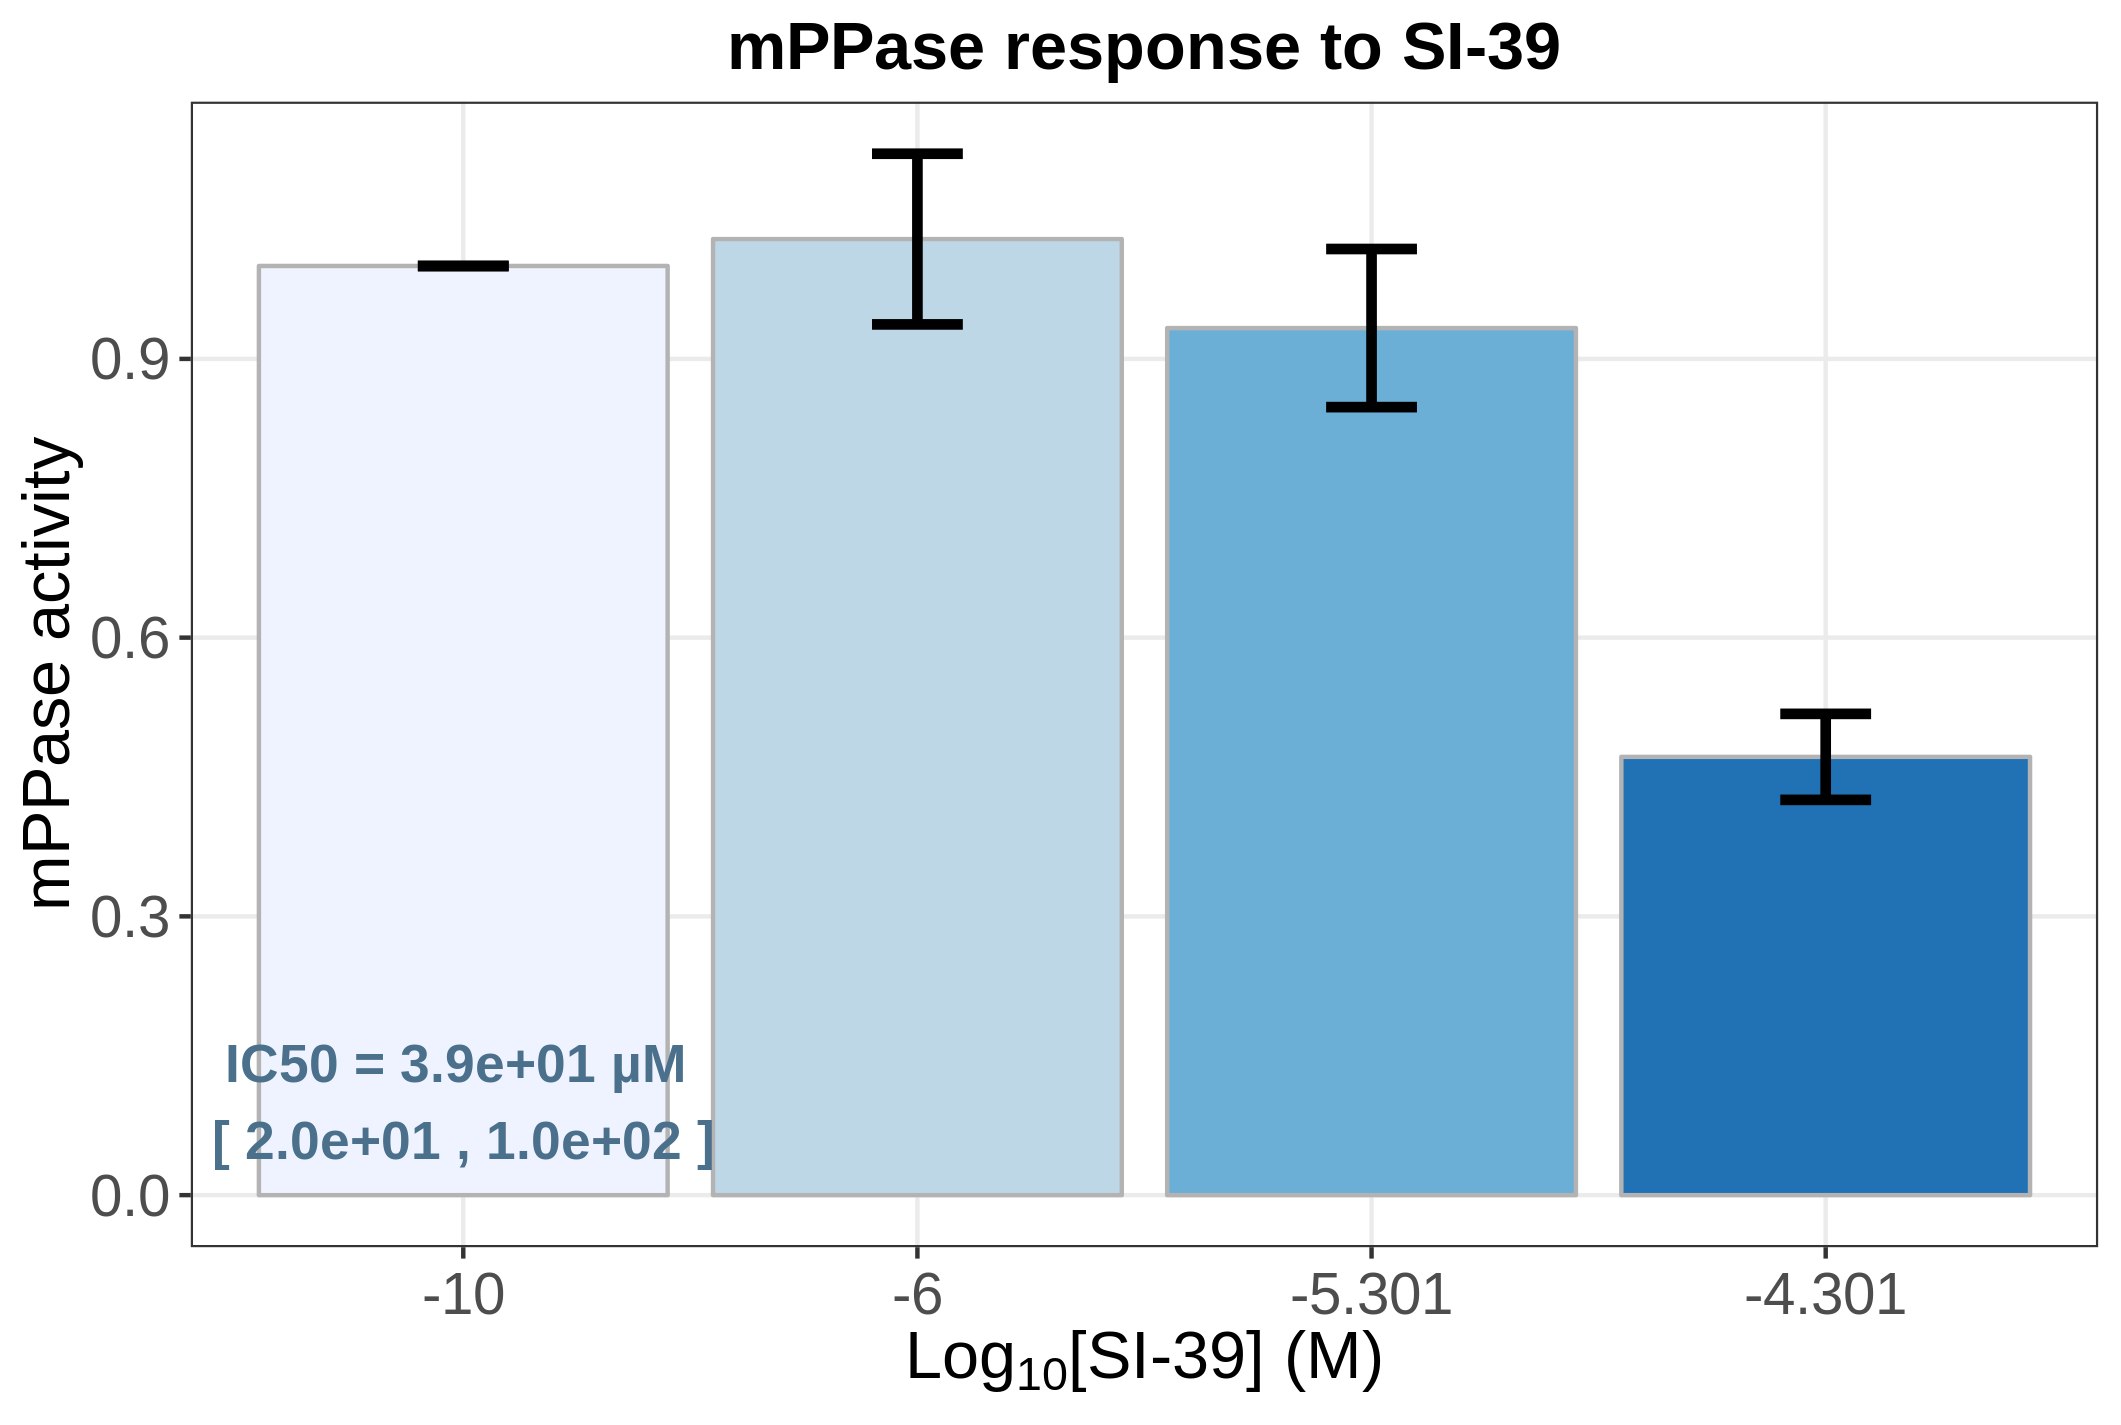 mPPase response to SI-39
mPPase activity
0.9
0.6
0.3
0.0
IC50 = 3.9e+01 µM
[ 2.0e+01 , 1.0e+02 ]
-10 -6 -5.301 -4.301
Log10[SI-39] (M)